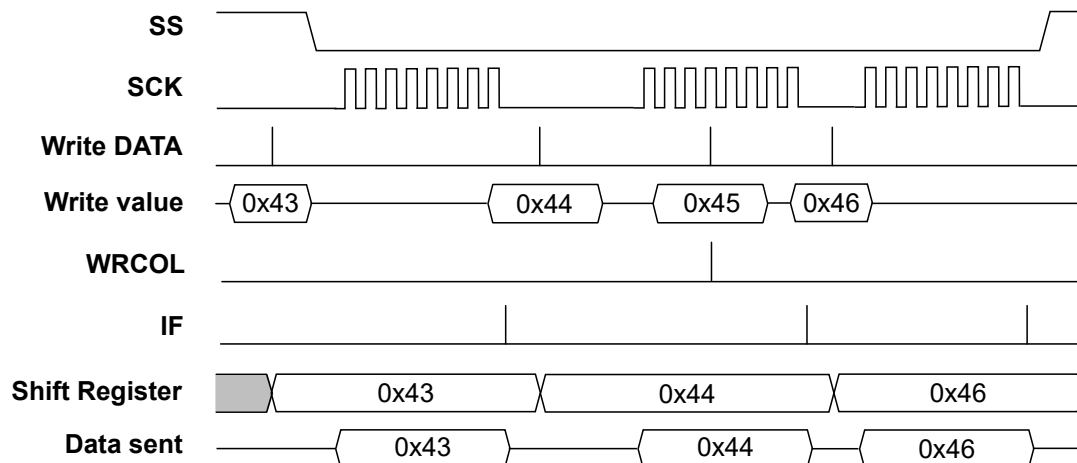 SS
SCK
Write DATA
Write value 0x43 0x44 0x45 0x46
WRCOL
IF
Shift Register 0x43 0x44 0x46
Data sent 0x43 0x44 0x46